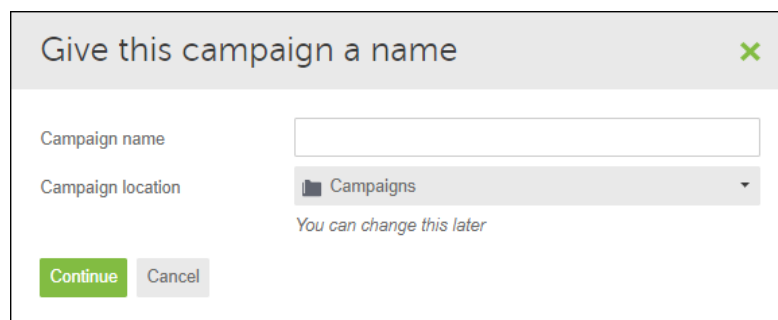 Give this campaign a name
Campaign name
Campaign location
Campaigns
You can change this later
Continue
Cancel